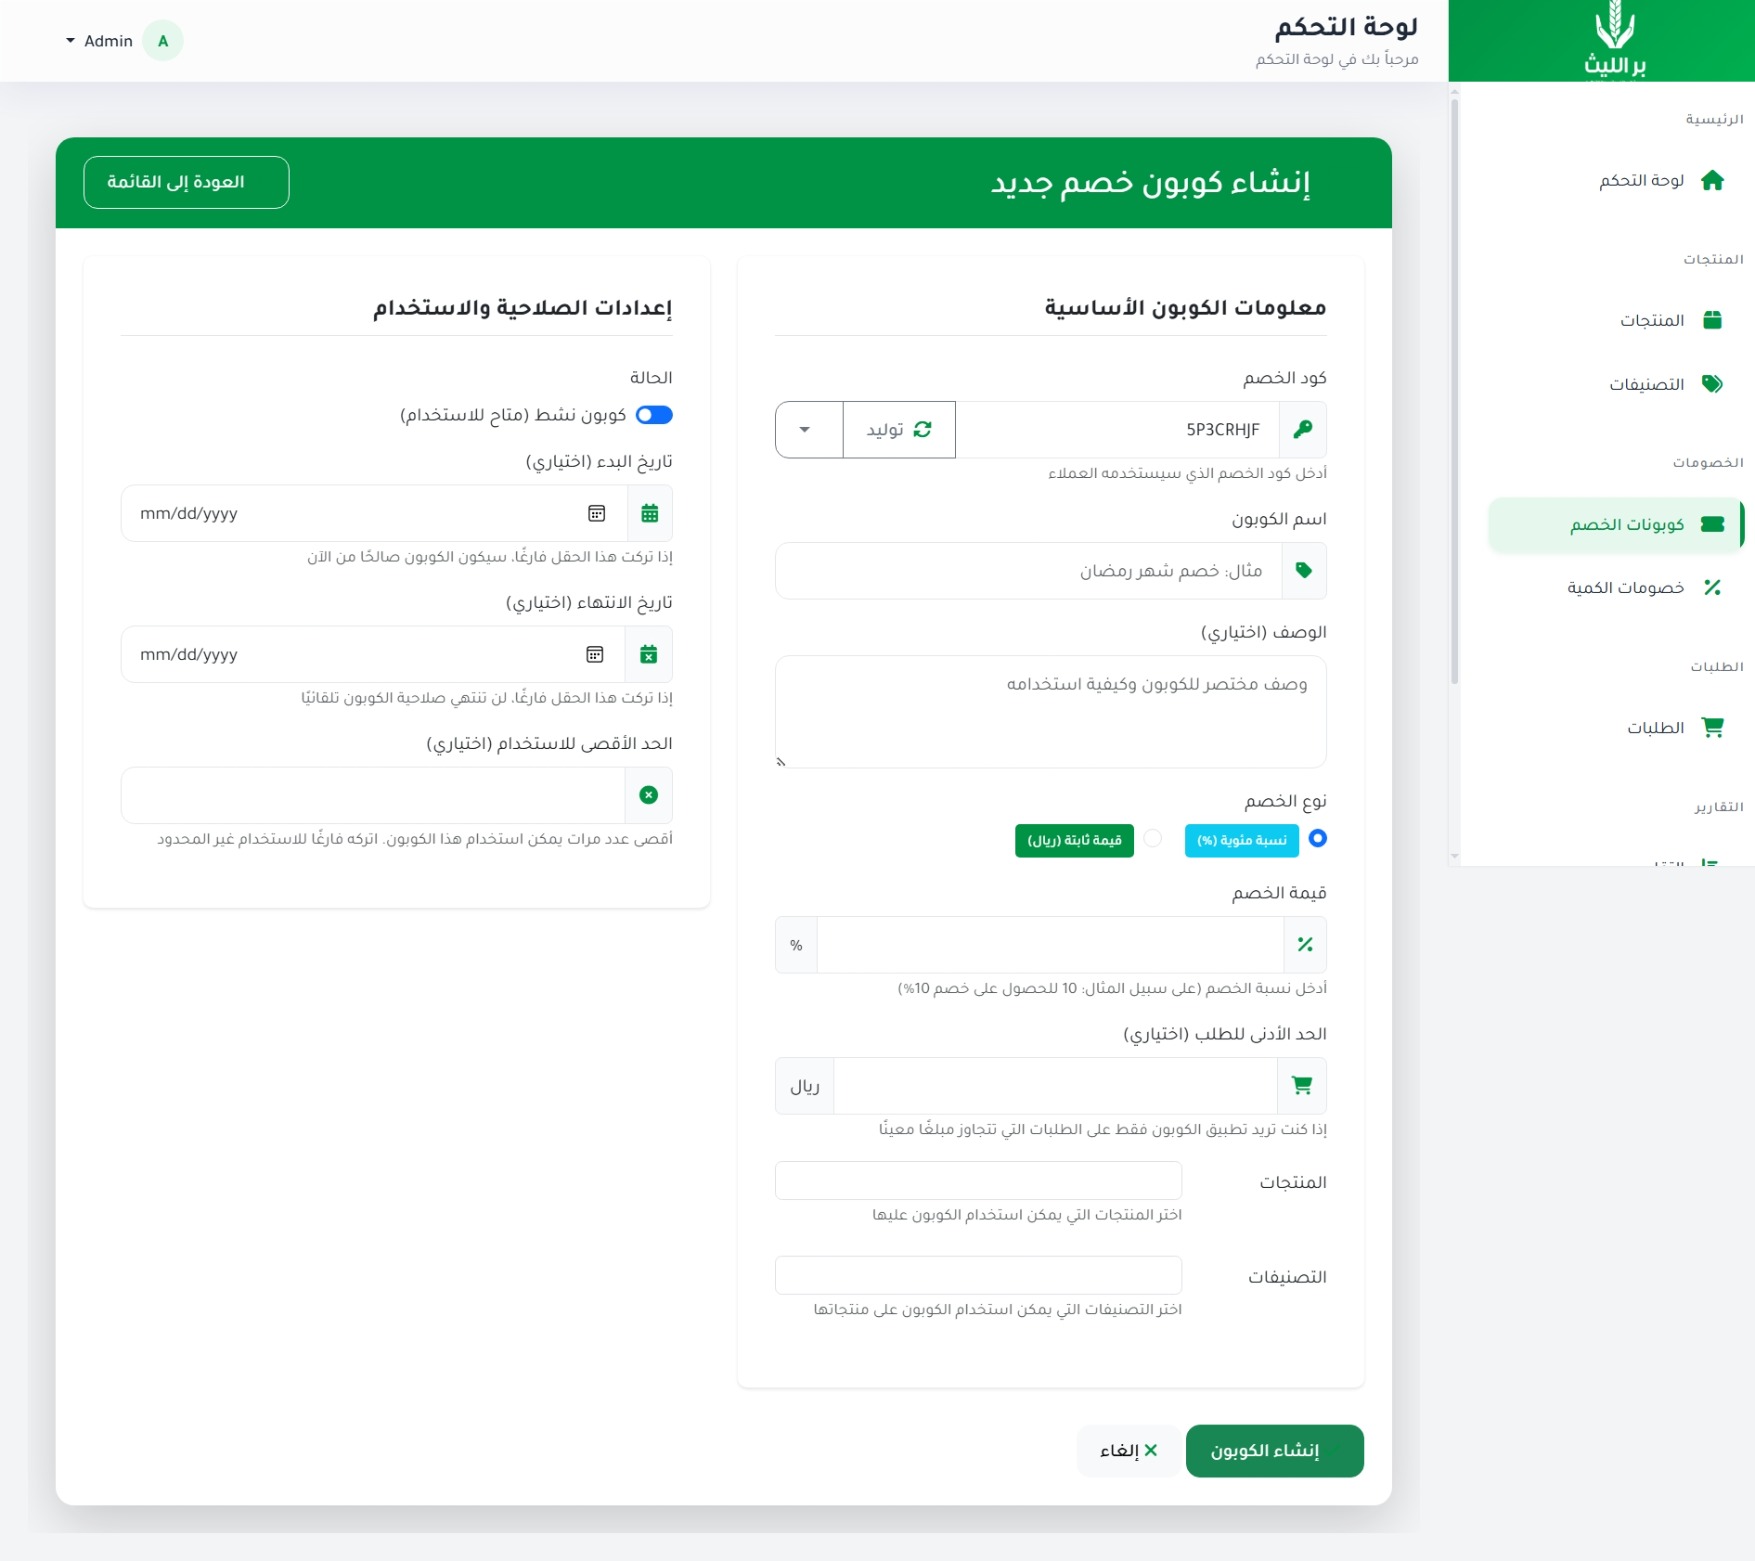 بر الليث
لوحة التحكم
مرحباً بك في لوحة التحكم
A Admin
الرئيسية
لوحة التحكم
المنتجات
المنتجات
التصنيفات
الخصومات
كوبونات الخصم
خصومات الكمية
الطلبات
الطلبات
التقارير
إنشاء كوبون خصم جديد
العودة إلى القائمة
معلومات الكوبون الأساسية
كود الخصم
5P3CRHJF
توليد
أدخل كود الخصم الذي سيستخدمه العملاء
اسم الكوبون
مثال: خصم شهر رمضان
الوصف (اختياري)
وصف مختصر للكوبون وكيفية استخدامه
نوع الخصم
نسبة مئوية (%)
قيمة ثابتة (ريال)
قيمة الخصم
%
أدخل نسبة الخصم (على سبيل المثال: 10 للحصول على خصم 10%)
الحد الأدنى للطلب (اختياري)
ريال
إذا كنت تريد تطبيق الكوبون فقط على الطلبات التي تتجاوز مبلغًا معينًا
المنتجات
اختر المنتجات التي يمكن استخدام الكوبون عليها
التصنيفات
اختر التصنيفات التي يمكن استخدام الكوبون على منتجاتها
إعدادات الصلاحية والاستخدام
الحالة
كوبون نشط (متاح للاستخدام)
تاريخ البدء (اختياري)
mm/dd/yyyy
إذا تركت هذا الحقل فارغًا، سيكون الكوبون صالحًا من الآن
تاريخ الانتهاء (اختياري)
mm/dd/yyyy
إذا تركت هذا الحقل فارغًا، لن تنتهي صلاحية الكوبون تلقائيًا
الحد الأقصى للاستخدام (اختياري)
أقصى عدد مرات يمكن استخدام هذا الكوبون. اتركه فارغًا للاستخدام غير المحدود
إنشاء الكوبون
إلغاء